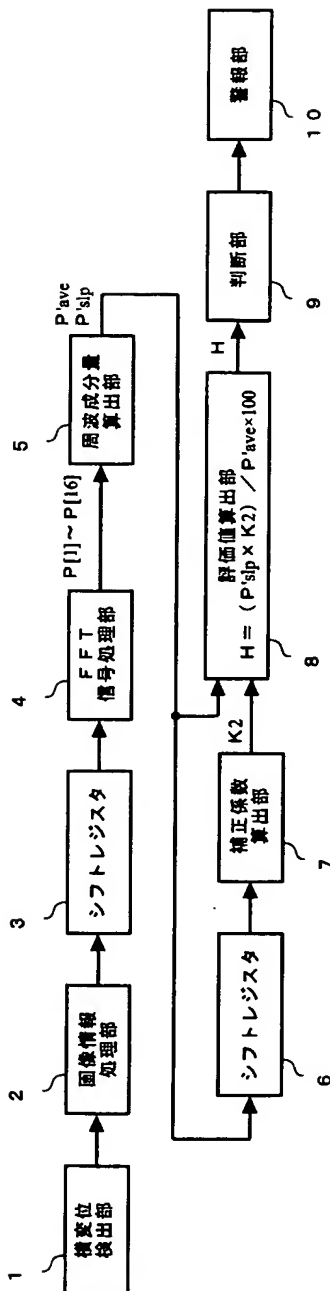 1
横変位
検出部
2
画像情報
処理部
3
シフトレジスタ
4
FFT
信号処理部
P[1]～P[16]
5
周波成分量
算出部
P'ave
P'slp
6
シフトレジスタ
7
補正係数
算出部
K2
8
評価値算出部
H＝（P'slp×K2）／P'ave×100
H
9
判断部
10
警報部